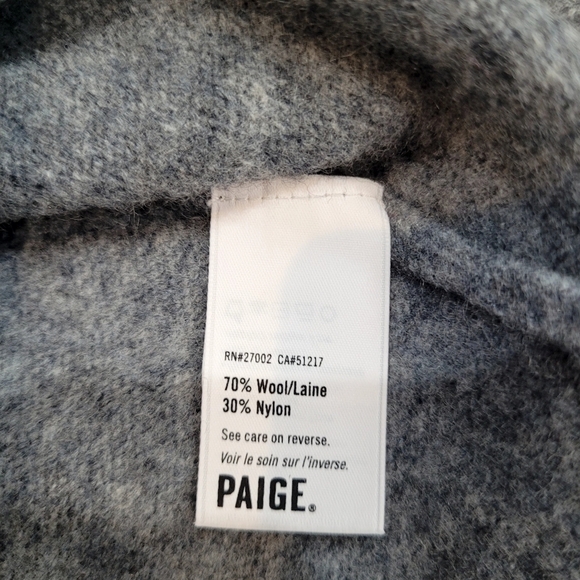 RN#27002 CA#51217
70% Wool/Laine
30% Nylon
See care on reverse.
Voir le soin sur l'inverse.
PAIGE®